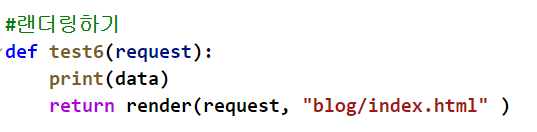 #랜더링하기
def test6(request):
    print(data)
    return render(request, "blog/index.html" )